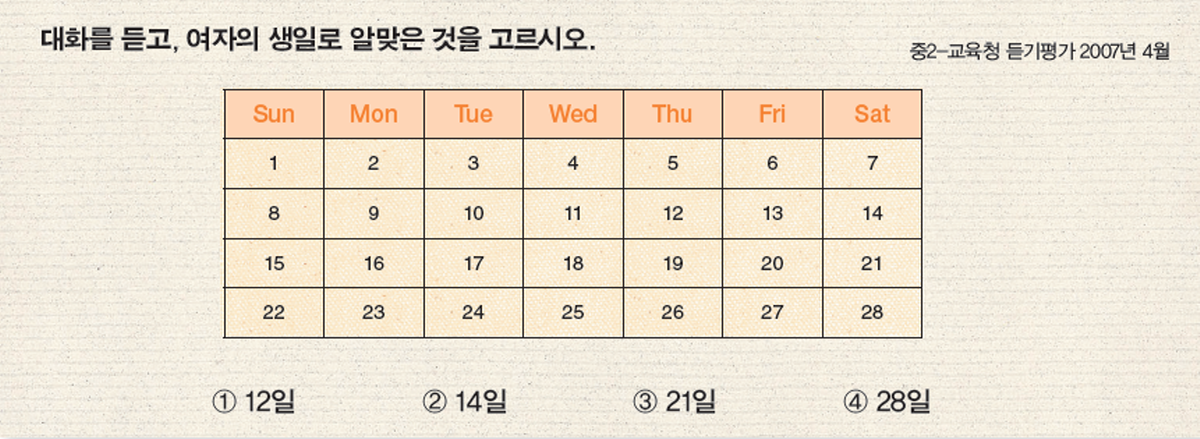 대화를 듣고, 여자의 생일로 알맞은 것을 고르시오.
중2-교육청 듣기평가 2007년 4월
Sun Mon Tue Wed Thu Fri Sat
1 2 3 4 5 6 7
8 9 10 11 12 13 14
15 16 17 18 19 20 21
22 23 24 25 26 27 28
① 12일 ② 14일 ③ 21일 ④ 28일